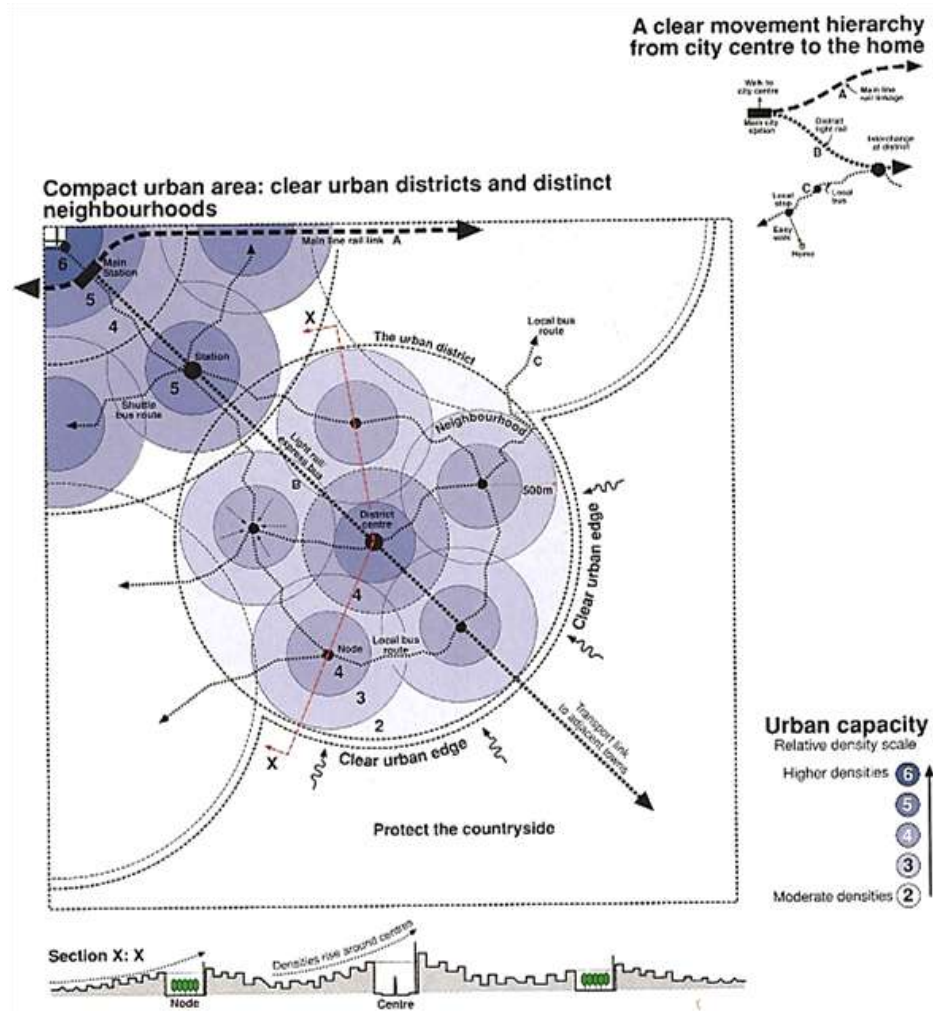 A clear movement hierarchy
from city centre to the home
Walk to
city centre
Main city
station
A
Main line
rail linkage
District
light rail
B
Interchange
at district
C
Local
bus
Local
stop
Easy
walk
Home
Compact urban area: clear urban districts and distinct
neighbourhoods
Main line rail link A
6
Main
Station
5
4
Station
5
Shuttle
bus route
X
The urban district
Local bus
route
C
Neighbourhood
Light rail/
express bus
B
500m
District
centre
4
Clear urban edge
Node
4
Local bus
route
3
2
X
Clear urban edge
Transport link
to adjacent towns
Protect the countryside
Urban capacity
Relative density scale
Higher densities 6
5
4
3
Moderate densities 2
Section X: X
Densities rise around centres
Node
Centre